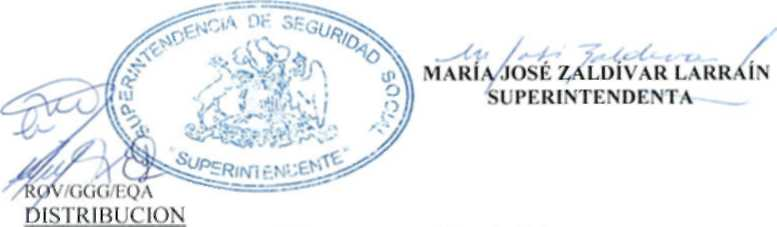 SUPERINTENDENCIA DE SEGURIDAD SOCIAL
SUPERINTENDENTE
MARÍA JOSÉ ZALDÍVAR LARRAÍN
SUPERINTENDENTA
ROV/GGG/EQA
DISTRIBUCION